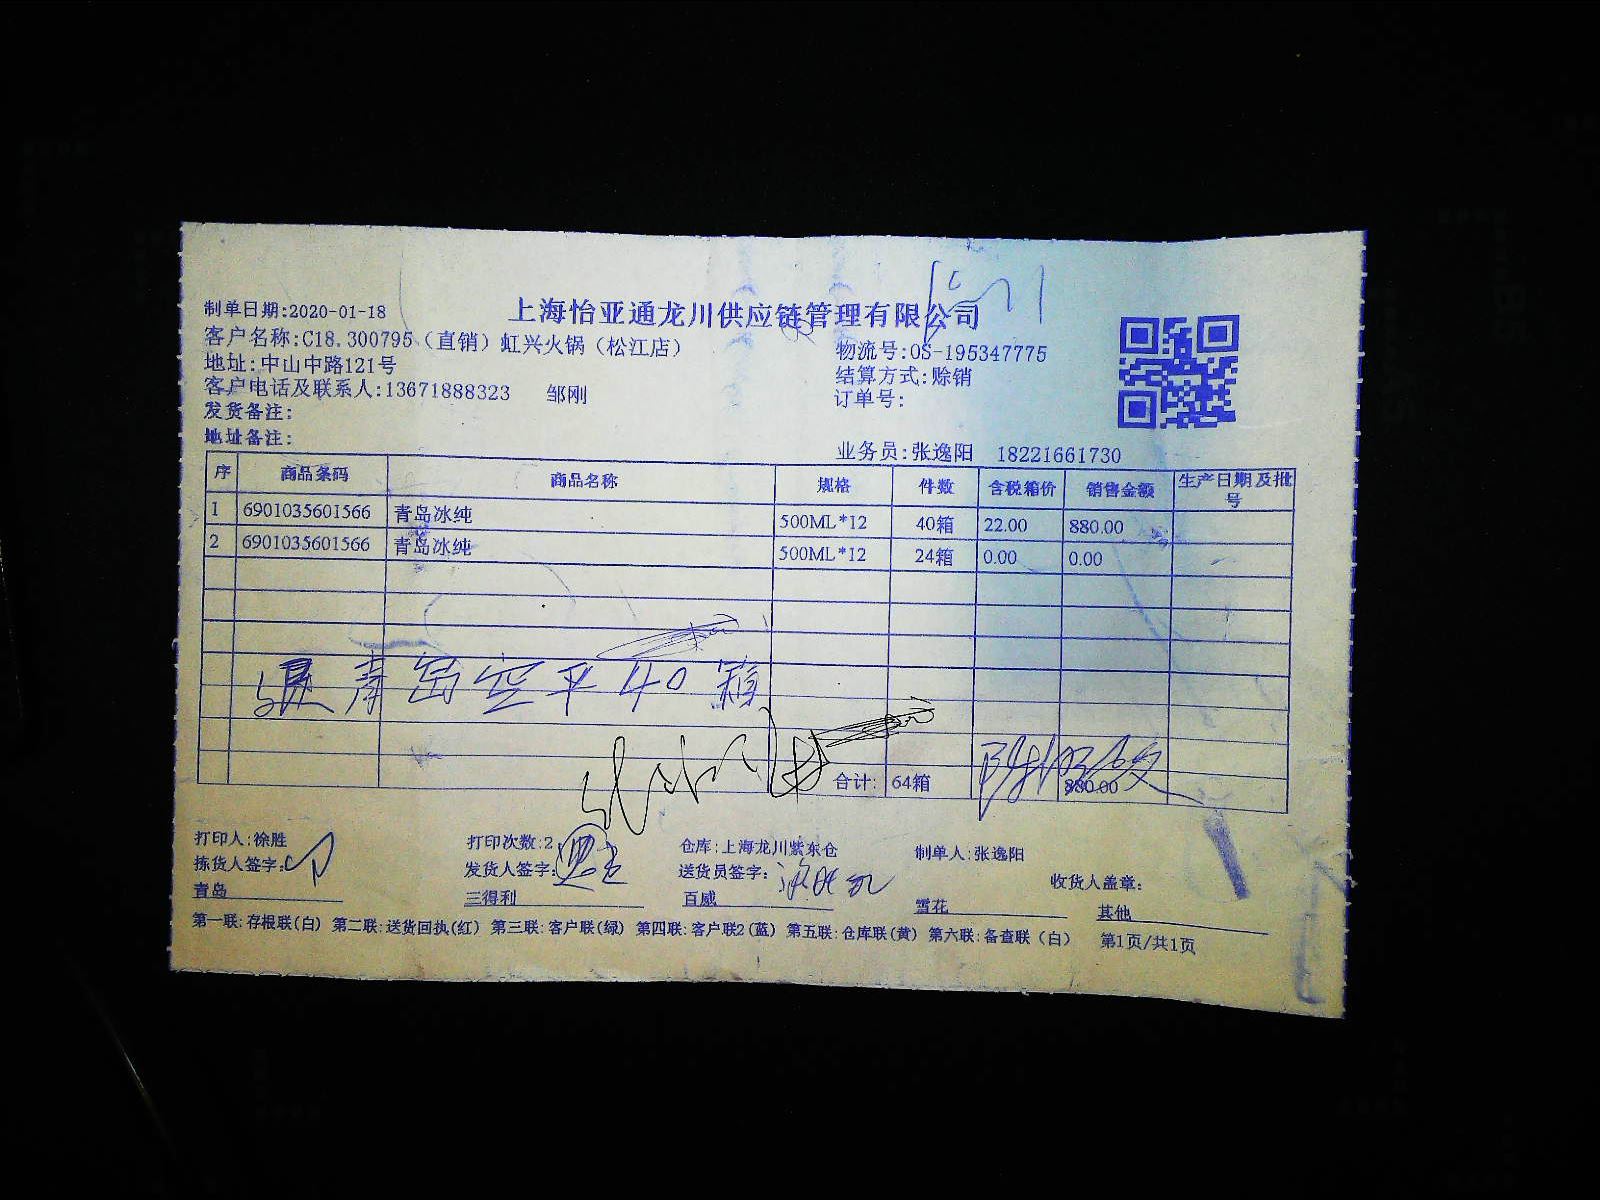 上海怡亚通龙川供应链管理有限公司
制单日期:2020-01-18
客户名称:C18.300795（直销）虹兴火锅（松江店）
物流号:OS-195347775
地址:中山中路121号
结算方式:赊销
客户电话及联系人:13671888323 邹刚
订单号:
发货备注:
地址备注:
业务员:张逸阳 18221661730
序 商品条码 商品名称 规格 件数 含税箱价 销售金额 生产日期及批号
1 6901035601566 青岛冰纯 500ML*12 40箱 22.00 880.00
2 6901035601566 青岛冰纯 500ML*12 24箱 0.00 0.00
退青岛空平40箱
合计: 64箱 880.00
打印人:徐胜 打印次数:2 仓库:上海龙川紫东仓 制单人:张逸阳
拣货人签字: 发货人签字: 送货员签字: 收货人盖章:
青岛 三得利 百威 雪花 其他
第一联:存根联(白) 第二联:送货回执(红) 第三联:客户联(绿) 第四联:客户联2(蓝) 第五联:仓库联(黄) 第六联:备查联（白） 第1页/共1页